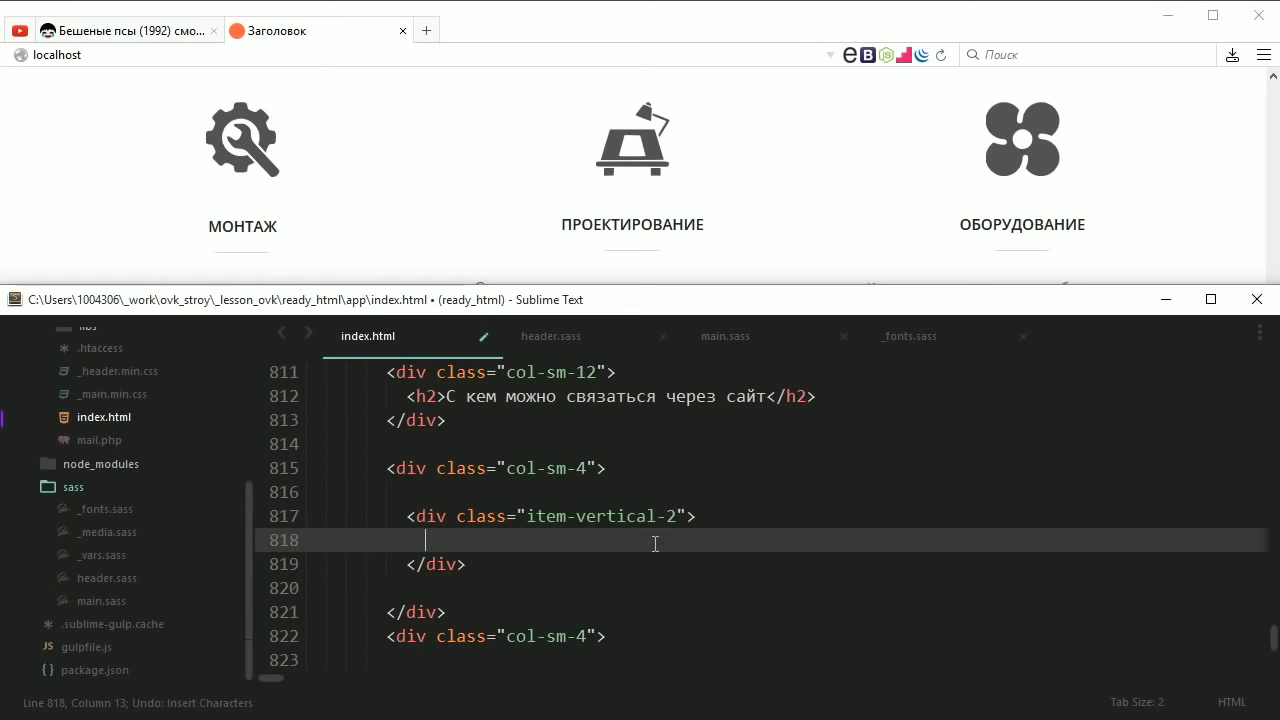 Бешеные псы (1992) смо...
Заголовок
localhost
Поиск
МОНТАЖ
ПРОЕКТИРОВАНИЕ
ОБОРУДОВАНИЕ
C:\Users\1004306\_work\ovk_stroy\_lesson_ovk\ready_html\app\index.html • (ready_html) - Sublime Text
libs
.htaccess
_header.min.css
_main.min.css
index.html
mail.php
node_modules
sass
_fonts.sass
_media.sass
_vars.sass
header.sass
main.sass
.sublime-gulp.cache
gulpfile.js
package.json
index.html
header.sass
main.sass
_fonts.sass
811 <div class="col-sm-12">
812 <h2>С кем можно связаться через сайт</h2>
813 </div>
814
815 <div class="col-sm-4">
816
817 <div class="item-vertical-2">
818
819 </div>
820
821 </div>
822 <div class="col-sm-4">
823
Line 818, Column 13; Undo: Insert Characters
Tab Size: 2
HTML